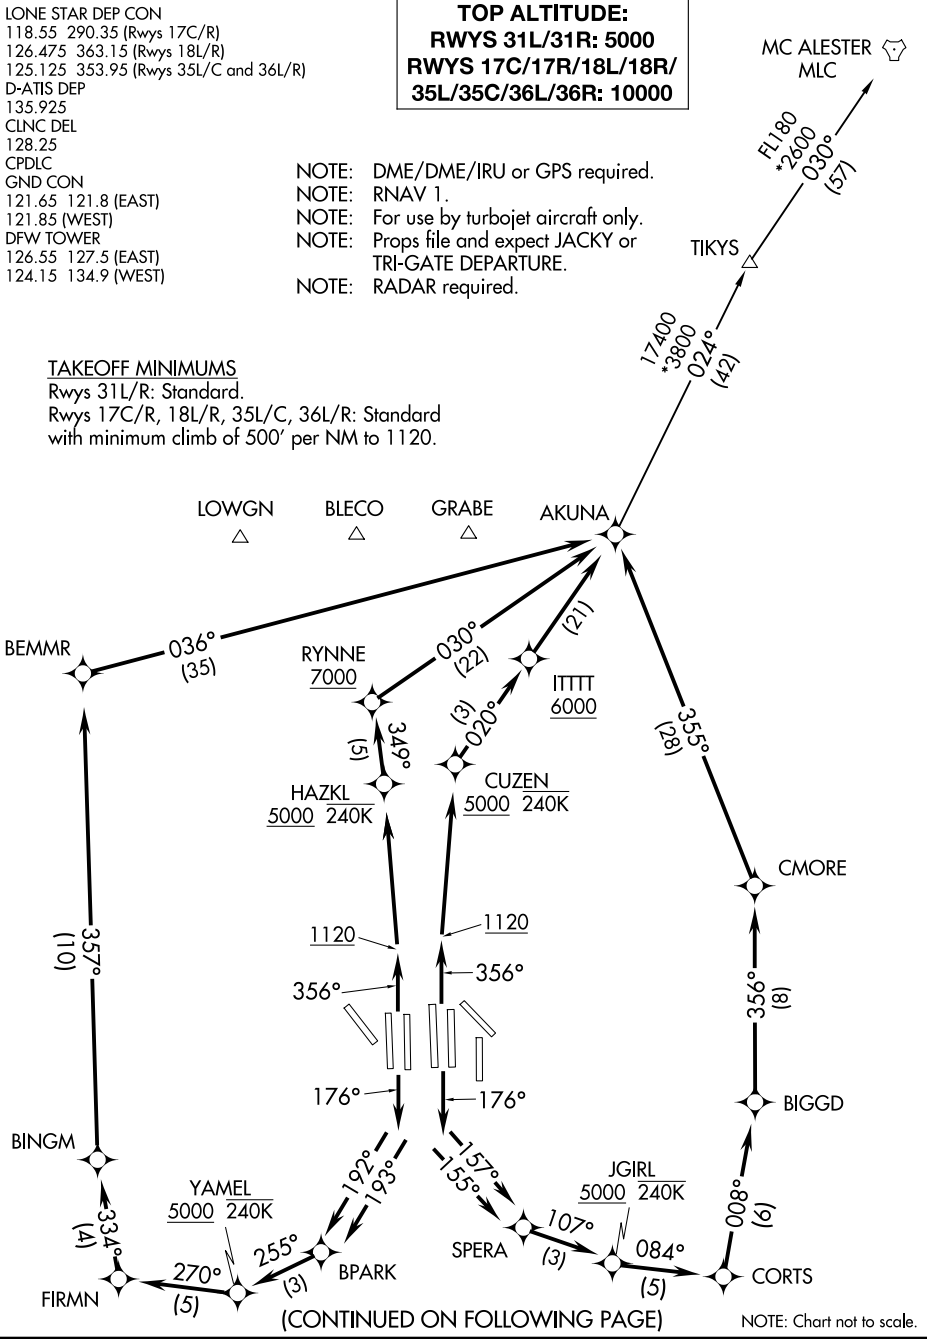 LONE STAR DEP CON
118.55 290.35 (Rwys 17C/R)
126.475 363.15 (Rwys 18L/R)
125.125 353.95 (Rwys 35L/C and 36L/R)
D-ATIS DEP
135.925
CLNC DEL
128.25
CPDLC
GND CON
121.65 121.8 (EAST)
121.85 (WEST)
DFW TOWER
126.55 127.5 (EAST)
124.15 134.9 (WEST)
TOP ALTITUDE:
RWYS 31L/31R: 5000
RWYS 17C/17R/18L/18R/
35L/35C/36L/36R: 10000
MC ALESTER
MLC
NOTE: DME/DME/IRU or GPS required.
NOTE: RNAV 1.
NOTE: For use by turbojet aircraft only.
NOTE: Props file and expect JACKY or
TRI-GATE DEPARTURE.
NOTE: RADAR required.
FL180
*2600
030°
(57)
TIKYS
17400
*3800
024°
(42)
TAKEOFF MINIMUMS
Rwys 31L/R: Standard.
Rwys 17C/R, 18L/R, 35L/C, 36L/R: Standard
with minimum climb of 500' per NM to 1120.
LOWGN
BLECO
GRABE
AKUNA
BEMMR
036°
(35)
RYNNE
7000
030°
(22)
(21)
ITTTT
6000
(3)
020°
349°
(5)
HAZKL
5000 240K
CUZEN
5000 240K
355°
(28)
CMORE
357°
(10)
1120
1120
356°
356°
356°
(8)
176°
176°
BIGGD
BINGM
192°
193°
157°
155°
YAMEL
5000 240K
JGIRL
5000 240K
334°
(4)
008°
(9)
255°
(3)
BPARK
SPERA
107°
(3)
084°
(5)
CORTS
FIRMN
270°
(5)
(CONTINUED ON FOLLOWING PAGE)
NOTE: Chart not to scale.